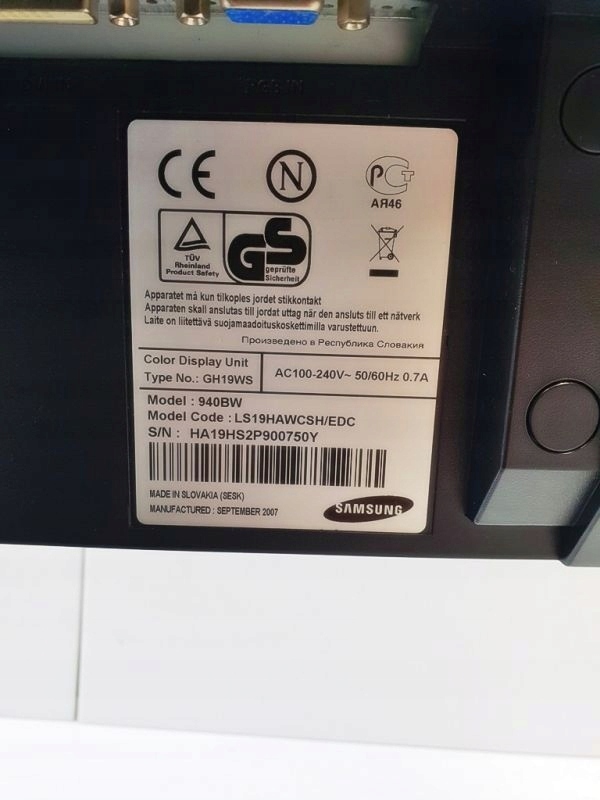 RGB IN
CE
N
PCT
АЯ46
TÜV
Rheinland
Product Safety
GS
geprüfte
Sicherheit
Apparatet må kun tilkoples jordet stikkontakt
Apparaten skall anslutas till jordat uttag när den ansluts till ett nätverk
Laite on liitettävä suojamaadoituskoskettimilla varustettuun.
Произведено в Республика Словакия
Color Display Unit
Type No.: GH19WS
AC100-240V~ 50/60Hz 0.7A
Model : 940BW
Model Code : LS19HAWCSH/EDC
S/N : HA19HS2P900750Y
MADE IN SLOVAKIA (SESK)
MANUFACTURED : SEPTEMBER 2007
SAMSUNG